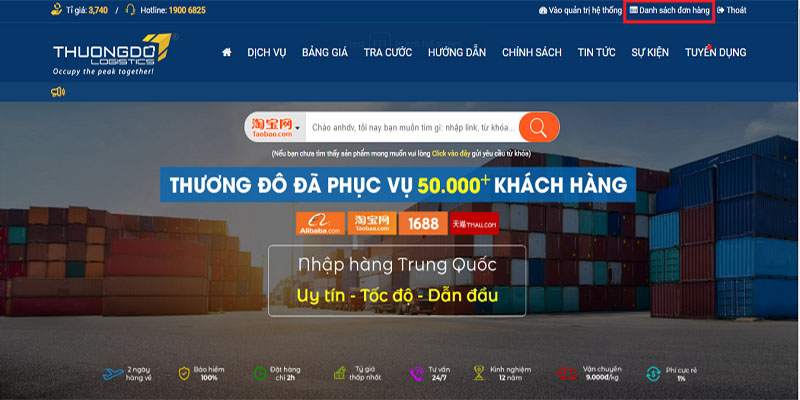 Tỉ giá: 3,740 / Hotline: 1900 6825
Vào quản trị hệ thống Danh sách đơn hàng Thoát
THUONGDO
LOGISTICS
Occupy the peak together!
DỊCH VỤ BẢNG GIÁ TRA CƯỚC HƯỚNG DẪN CHÍNH SÁCH TIN TỨC SỰ KIỆN TUYỂN DỤNG
淘宝网
Taobao.com
Chào anhdv, tối nay bạn muốn tìm gì: nhập link, từ khóa...
(Nếu bạn chưa tìm thấy sản phẩm mong muốn vui lòng Click vào đây gửi yêu cầu từ khóa)
THƯƠNG ĐÔ ĐÃ PHỤC VỤ 50.000+ KHÁCH HÀNG
Alibaba.com
淘宝网
Taobao.com
1688
天猫TMALL.COM
Nhập hàng Trung Quốc
Uy tín - Tốc độ - Dẫn đầu
2 ngày
hàng về
Bảo hiểm
100%
Đặt hàng
chỉ 2h
Tỷ giá
thấp nhất
Tư vấn
24/7
Kinh nghiệm
12 năm
Vận chuyển
9.000đ/kg
Phí cực rẻ
1%